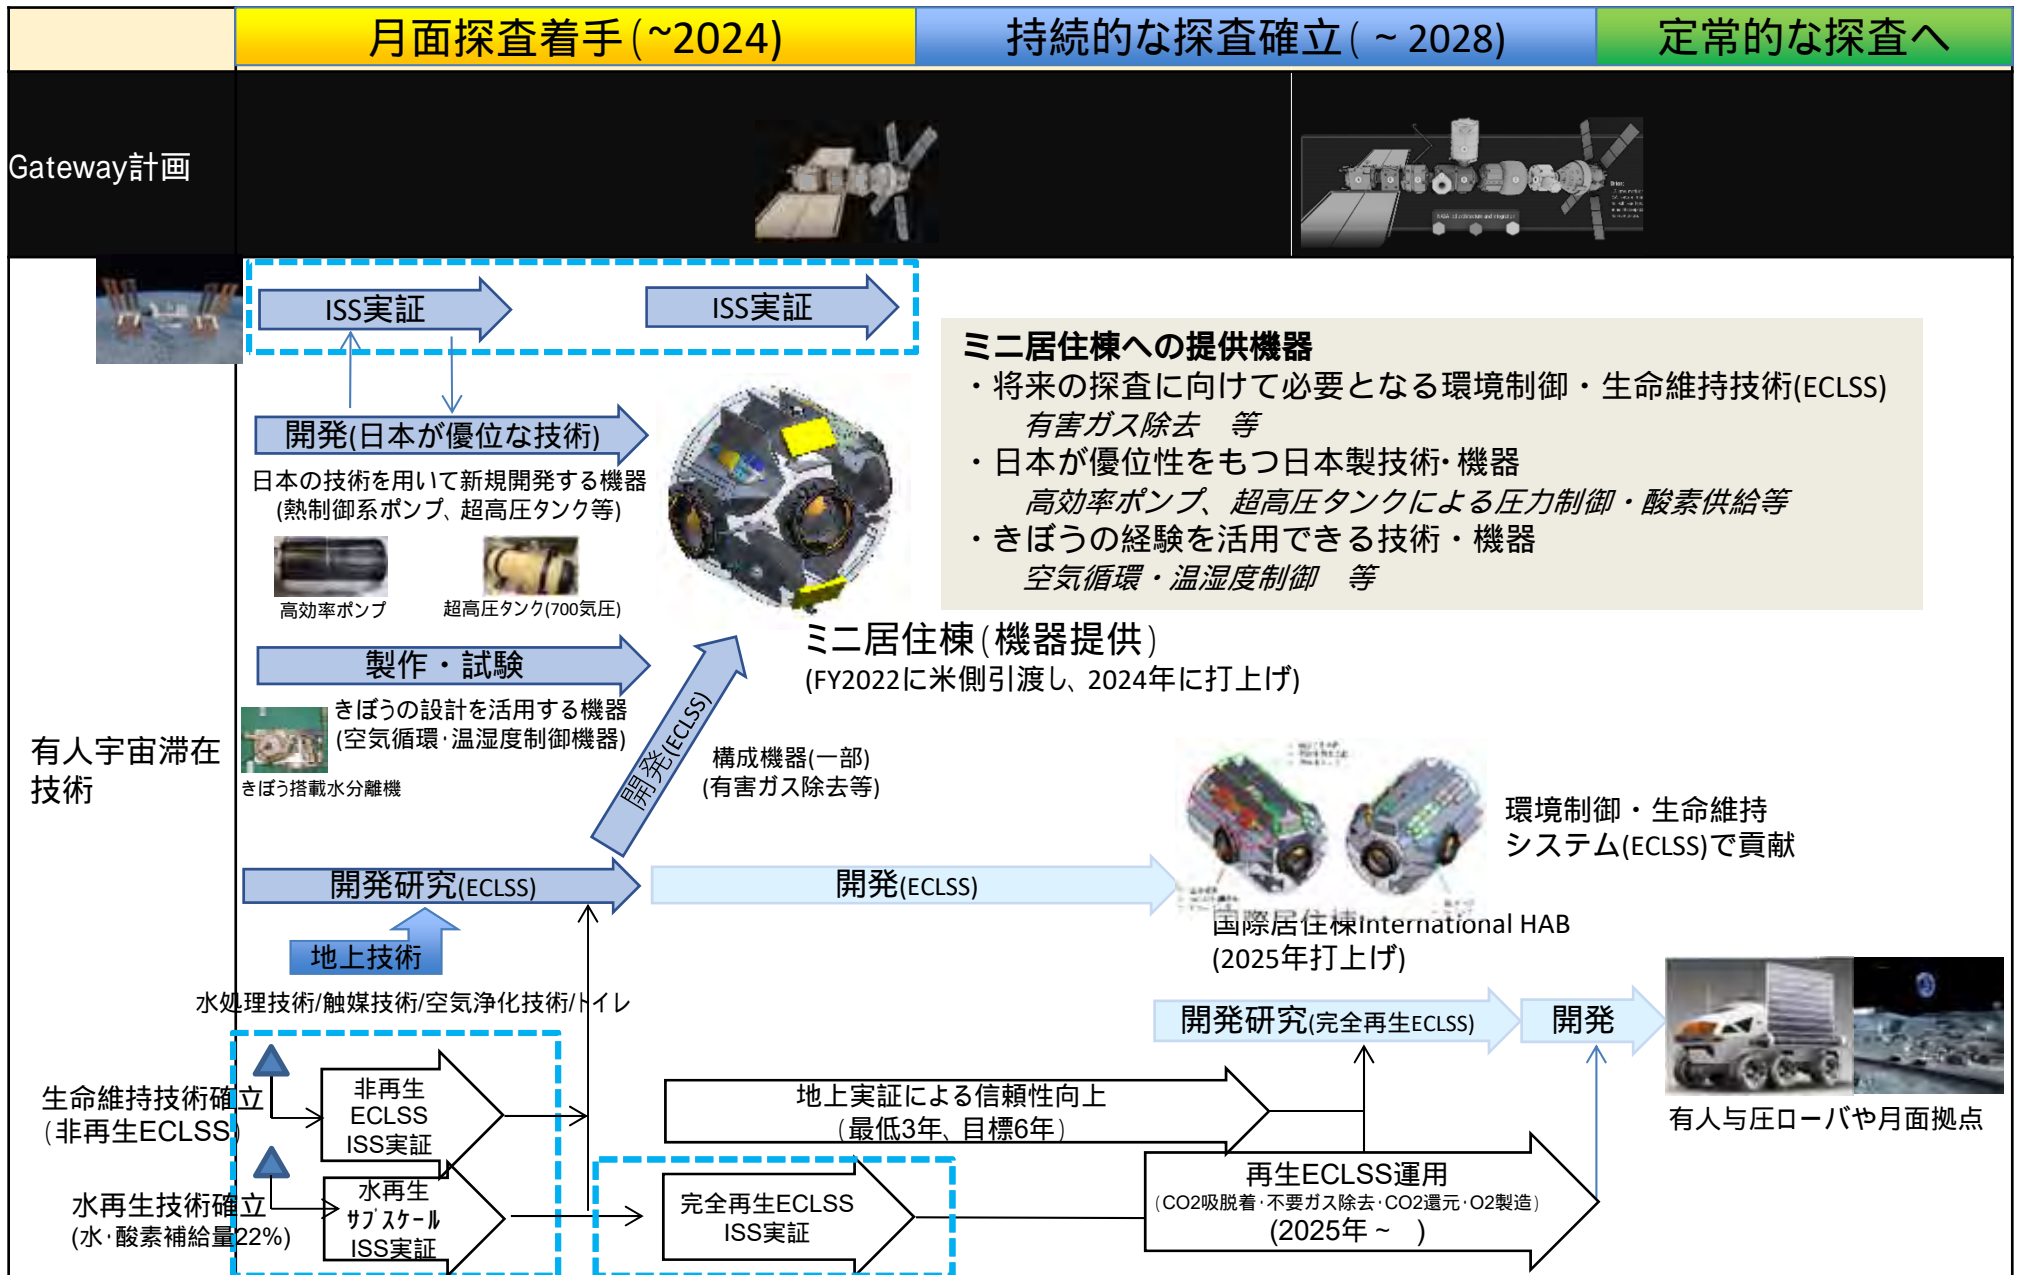 月面探査着手(~2024)
持続的な探査確立(~2028)
定常的な探査へ
Gateway計画
ISS実証
ISS実証
ミニ居住棟への提供機器
・将来の探査に向けて必要となる環境制御・生命維持技術(ECLSS)
有害ガス除去 等
・日本が優位性をもつ日本製技術・機器
高効率ポンプ、超高圧タンクによる圧力制御・酸素供給等
・きぼうの経験を活用できる技術・機器
空気循環・温湿度制御 等
開発(日本が優位な技術)
日本の技術を用いて新規開発する機器
(熱制御系ポンプ、超高圧タンク等)
高効率ポンプ
超高圧タンク(700気圧)
ミニ居住棟(機器提供)
(FY2022に米側引渡し、2024年に打上げ)
製作・試験
きぼうの設計を活用する機器
(空気循環・温湿度制御機器)
きぼう搭載水分離機
有人宇宙滞在
技術
開発(ECLSS)
構成機器(一部)
(有害ガス除去等)
環境制御・生命維持
システム(ECLSS)で貢献
開発研究(ECLSS)
開発(ECLSS)
国際居住棟International HAB
(2025年打上げ)
地上技術
水処理技術/触媒技術/空気浄化技術/トイレ
開発研究(完全再生ECLSS)
開発
生命維持技術確立
(非再生ECLSS)
非再生
ECLSS
ISS実証
地上実証による信頼性向上
(最低3年、目標6年)
有人与圧ローバや月面拠点
水再生技術確立
(水・酸素補給量22%)
水再生
サブスケール
ISS実証
完全再生ECLSS
ISS実証
再生ECLSS運用
(CO2吸脱着・不要ガス除去・CO2還元・O2製造)
(2025年~ )